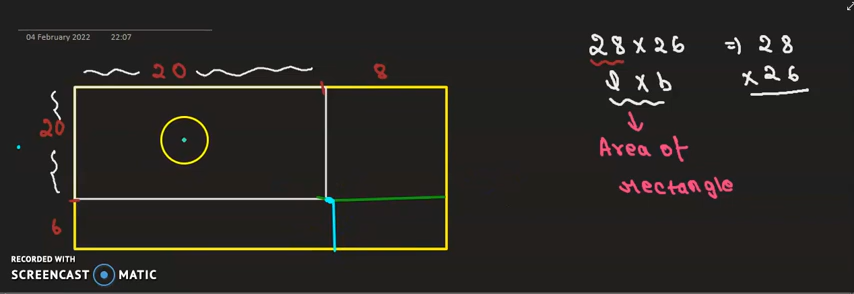 04 February 2022 22:07
20 8
20
6
28 × 26 => 28
l × b × 26
Area of
rectangle
RECORDED WITH
SCREENCAST MATIC